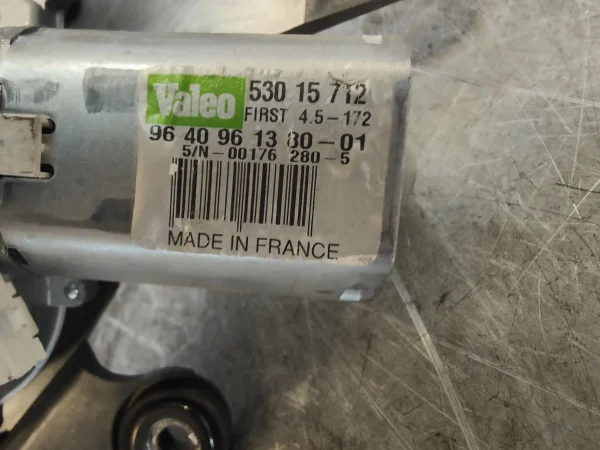 Valeo 530 15 712
FIRST 4.5-172
96 40 96 13 80-01
S/N-00176 280-5
MADE IN FRANCE